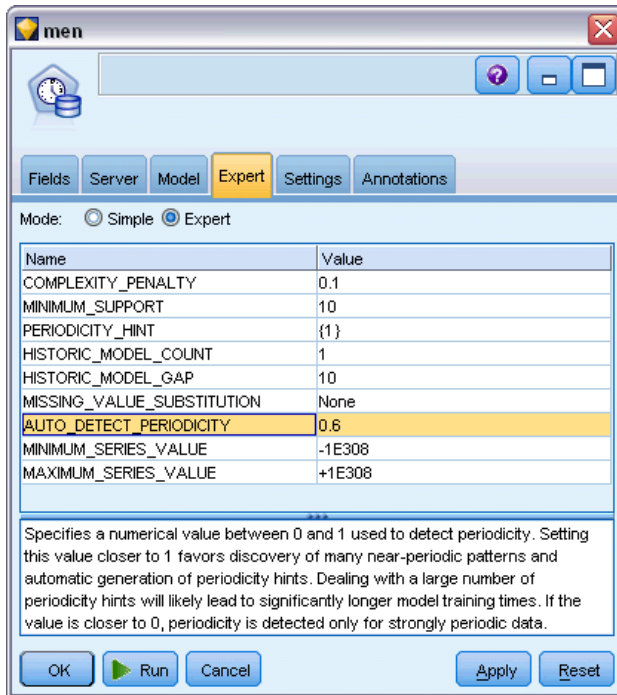 men
?
Fields Server Model Expert Settings Annotations
Mode: Simple Expert
Name Value
COMPLEXITY_PENALTY 0.1
MINIMUM_SUPPORT 10
PERIODICITY_HINT {1}
HISTORIC_MODEL_COUNT 1
HISTORIC_MODEL_GAP 10
MISSING_VALUE_SUBSTITUTION None
AUTO_DETECT_PERIODICITY 0.6
MINIMUM_SERIES_VALUE -1E308
MAXIMUM_SERIES_VALUE +1E308
Specifies a numerical value between 0 and 1 used to detect periodicity. Setting
this value closer to 1 favors discovery of many near-periodic patterns and
automatic generation of periodicity hints. Dealing with a large number of
periodicity hints will likely lead to significantly longer model training times. If the
value is closer to 0, periodicity is detected only for strongly periodic data.
OK Run Cancel Apply Reset